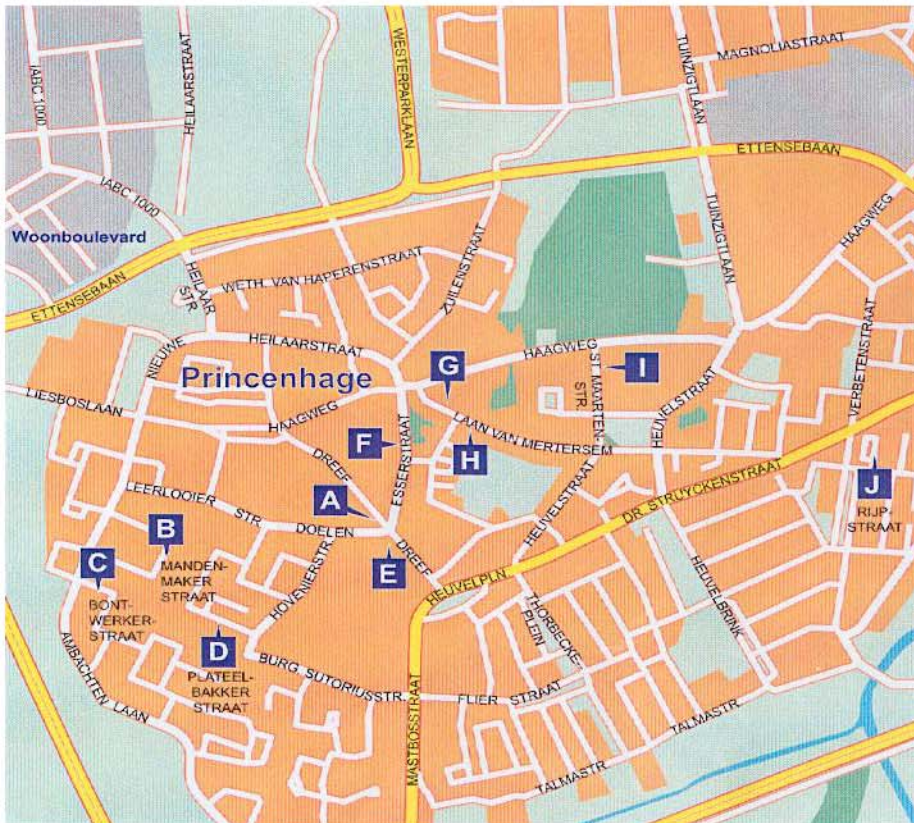 IABC 1000
HEILAARSTRAAT
WESTERPARKLAAN
TUINZIGTLAAN
MAGNOLIASTRAAT
ETTENSEBAAN
IABC 1000
Woonboulevard
ETTENSEBAAN
HEILAAR
STR.
WETH. VAN HAPERENSTRAAT
ZUILENSTRAAT
TUINZIGTLAAN
HAAGWEG
NIEUWE
HEILAARSTRAAT
Princenhage
G
HAAGWEG
ST. MAARTEN-
STR.
I
HEUVELSTRAAT
VERBETENSTRAAT
LIESBOSLAAN
HAAGWEG
DREEF
F
ESSERSTRAAT
LAAN VAN MERTERSEM
H
HEUVELSTRAAT
DR. STRUYCKENSTRAAT
J
RIJP-
STRAAT
LEERLOOIER
STR.
DOELEN
A
B
MANDEN-
MAKER
STRAAT
C
BONT-
WERKER-
STRAAT
HOVENIERSTR.
E
DREEF
HEUVELPLN
THORBECKE-
PLEIN
HEUVELBRINK
D
PLATEEL-
BAKKER
STRAAT
AMBACHTEN LAAN
BURG. SUTORIUSSTR.
FLIER STRAAT
MASTBOSSTRAAT
TALMASTR.
TALMASTR.